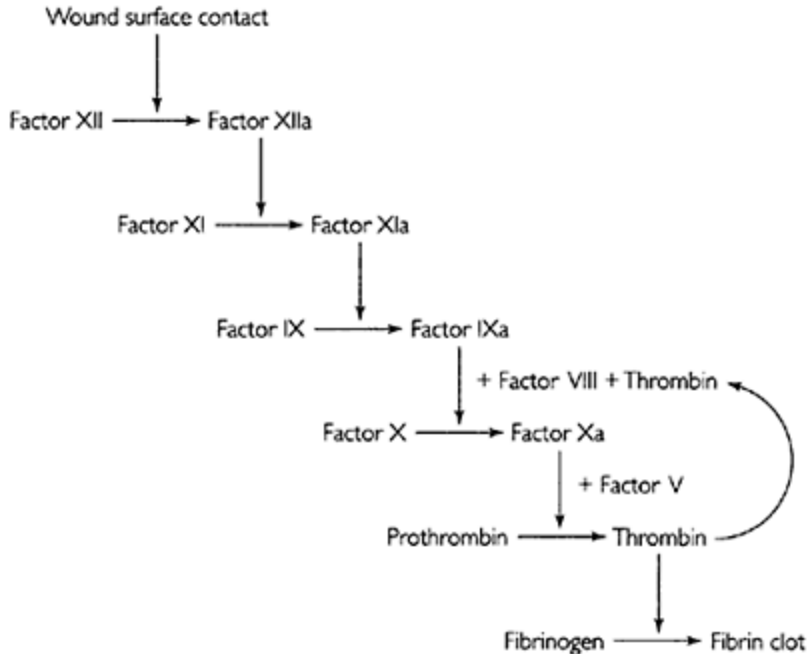 Wound surface contact
Factor XII Factor XIIa
Factor XI Factor XIa
Factor IX Factor IXa
+ Factor VIII + Thrombin
Factor X Factor Xa
+ Factor V
Prothrombin Thrombin
Fibrinogen Fibrin clot